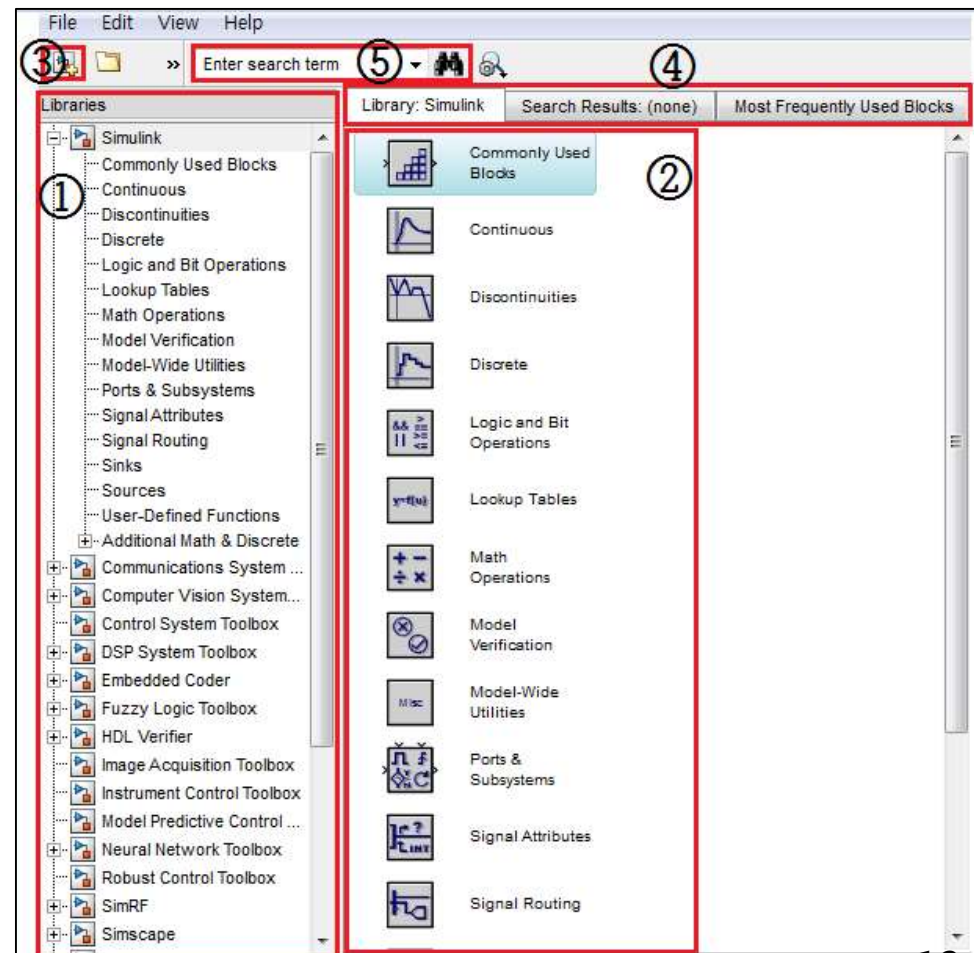 File Edit View Help
③ » Enter search term ⑤ ④
Libraries
Library: Simulink Search Results: (none) Most Frequently Used Blocks
①
Simulink
Commonly Used Blocks
Continuous
Discontinuities
Discrete
Logic and Bit Operations
Lookup Tables
Math Operations
Model Verification
Model-Wide Utilities
Ports & Subsystems
Signal Attributes
Signal Routing
Sinks
Sources
User-Defined Functions
Additional Math & Discrete
Communications System ...
Computer Vision System...
Control System Toolbox
DSP System Toolbox
Embedded Coder
Fuzzy Logic Toolbox
HDL Verifier
Image Acquisition Toolbox
Instrument Control Toolbox
Model Predictive Control ...
Neural Network Toolbox
Robust Control Toolbox
SimRF
Simscape
②
Commonly Used
Blocks
Continuous
Discontinuities
Discrete
&& > == || >= <=
Logic and Bit
Operations
y=f(u)
Lookup Tables
+ − ÷ ×
Math
Operations
Model
Verification
Misc
Model-Wide
Utilities
Ports &
Subsystems
? INT
Signal Attributes
Signal Routing